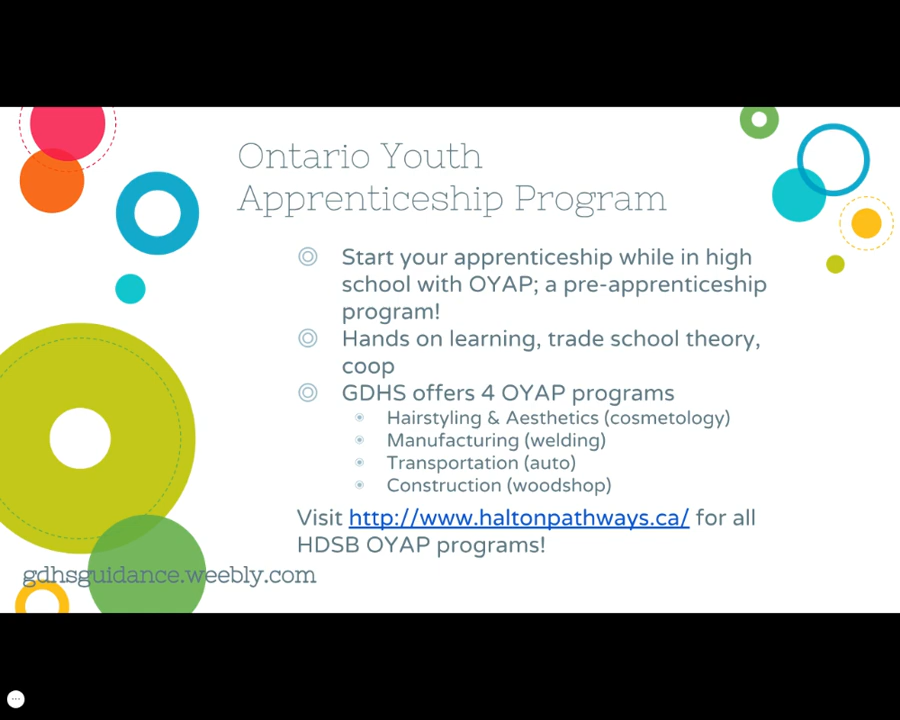 Ontario Youth
Apprenticeship Program
Start your apprenticeship while in high
school with OYAP; a pre-apprenticeship
program!
Hands on learning, trade school theory,
coop
GDHS offers 4 OYAP programs
Hairstyling & Aesthetics (cosmetology)
Manufacturing (welding)
Transportation (auto)
Construction (woodshop)
Visit http://www.haltonpathways.ca/ for all
HDSB OYAP programs!
gdhsguidance.weebly.com